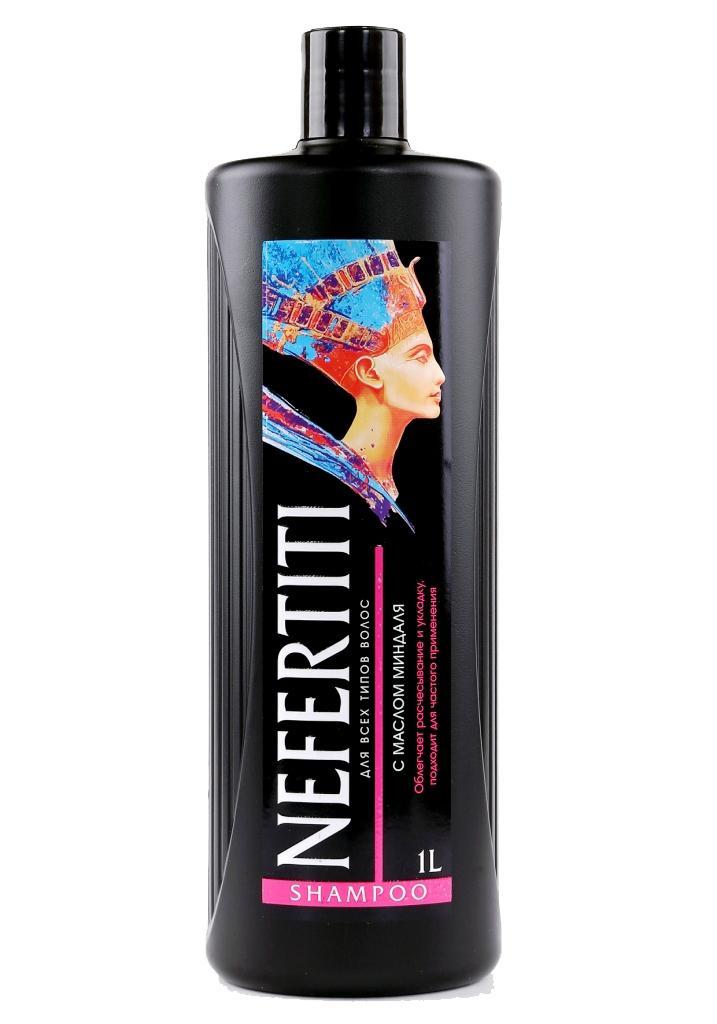 NEFERTITI
ДЛЯ ВСЕХ ТИПОВ ВОЛОС
С МАСЛОМ МИНДАЛЯ
Облегчает расчесывание и укладку,
подходит для частого применения
1L
SHAMPOO